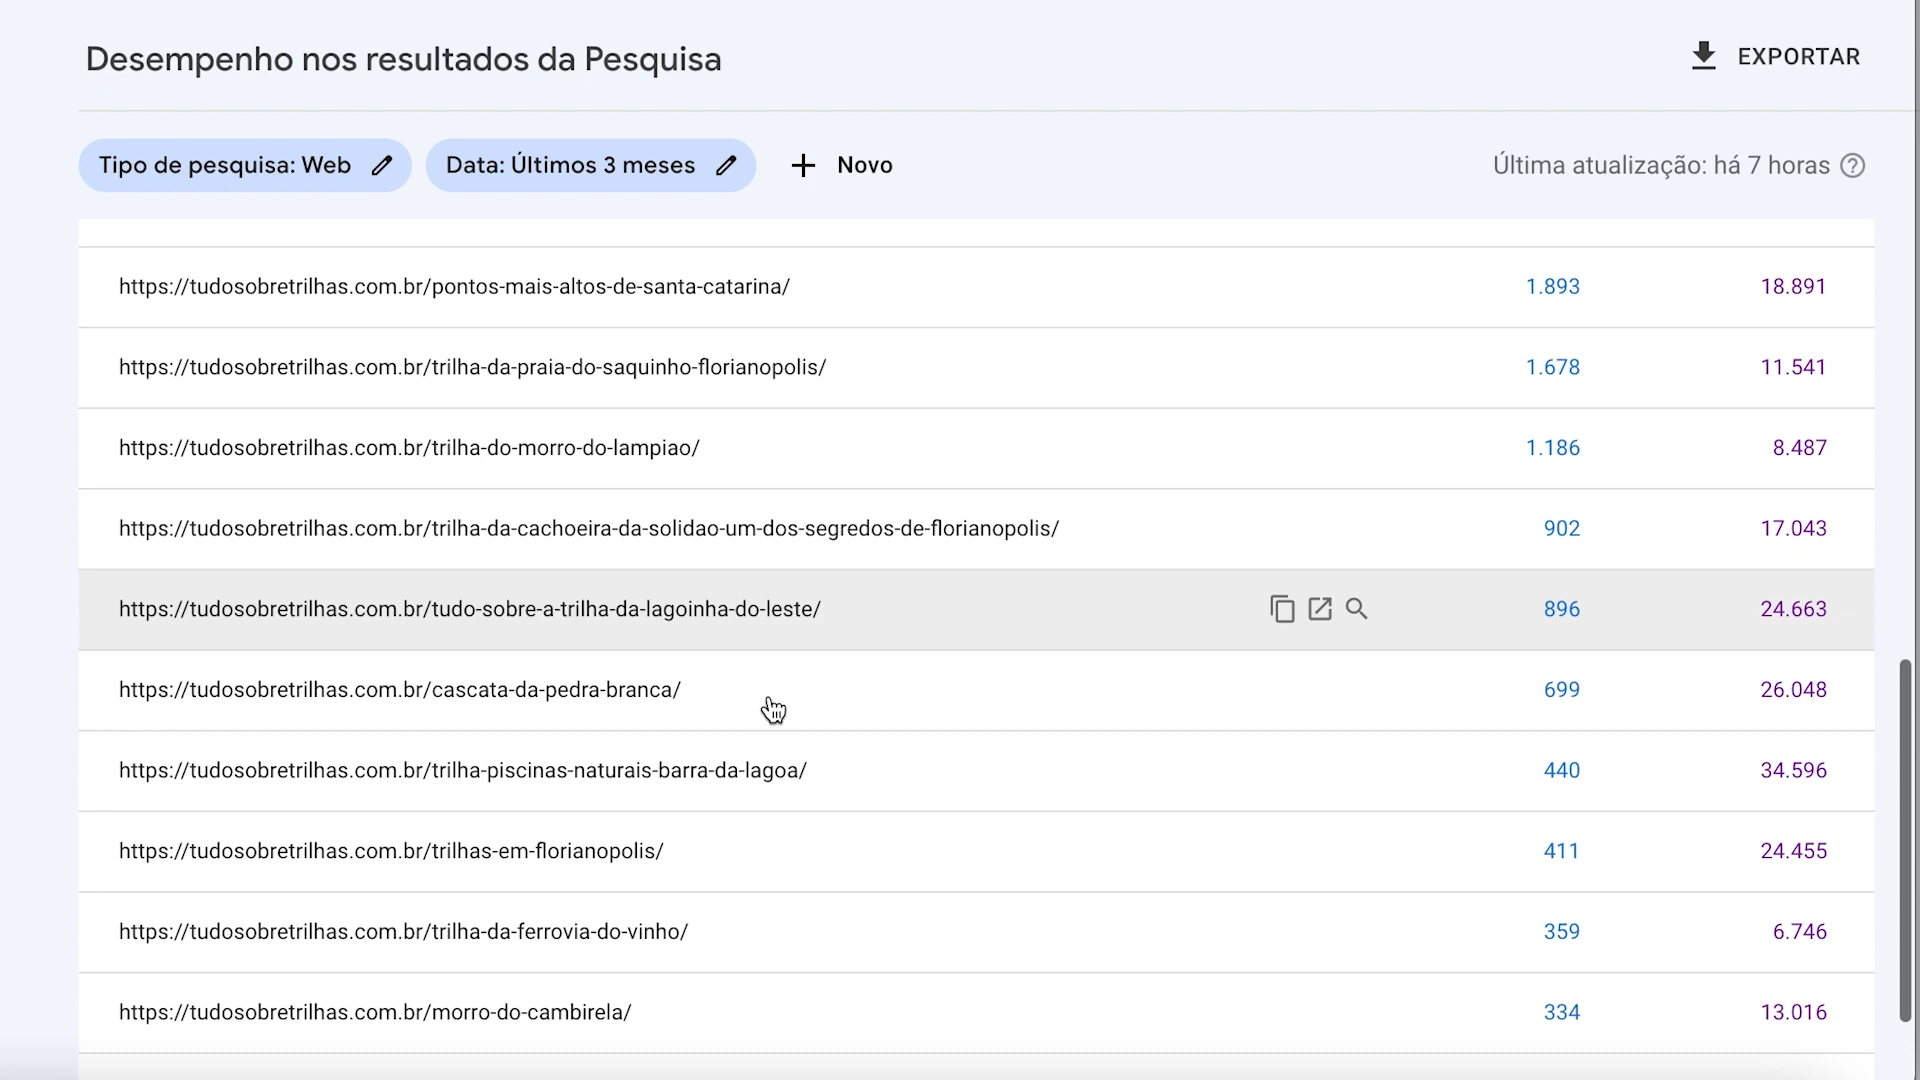 Desempenho nos resultados da Pesquisa
EXPORTAR
Tipo de pesquisa: Web
Data: Últimos 3 meses
Novo
Última atualização: há 7 horas
https://tudosobretrilhas.com.br/pontos-mais-altos-de-santa-catarina/ 1.893 18.891
https://tudosobretrilhas.com.br/trilha-da-praia-do-saquinho-florianopolis/ 1.678 11.541
https://tudosobretrilhas.com.br/trilha-do-morro-do-lampiao/ 1.186 8.487
https://tudosobretrilhas.com.br/trilha-da-cachoeira-da-solidao-um-dos-segredos-de-florianopolis/ 902 17.043
https://tudosobretrilhas.com.br/tudo-sobre-a-trilha-da-lagoinha-do-leste/ 896 24.663
https://tudosobretrilhas.com.br/cascata-da-pedra-branca/ 699 26.048
https://tudosobretrilhas.com.br/trilha-piscinas-naturais-barra-da-lagoa/ 440 34.596
https://tudosobretrilhas.com.br/trilhas-em-florianopolis/ 411 24.455
https://tudosobretrilhas.com.br/trilha-da-ferrovia-do-vinho/ 359 6.746
https://tudosobretrilhas.com.br/morro-do-cambirela/ 334 13.016